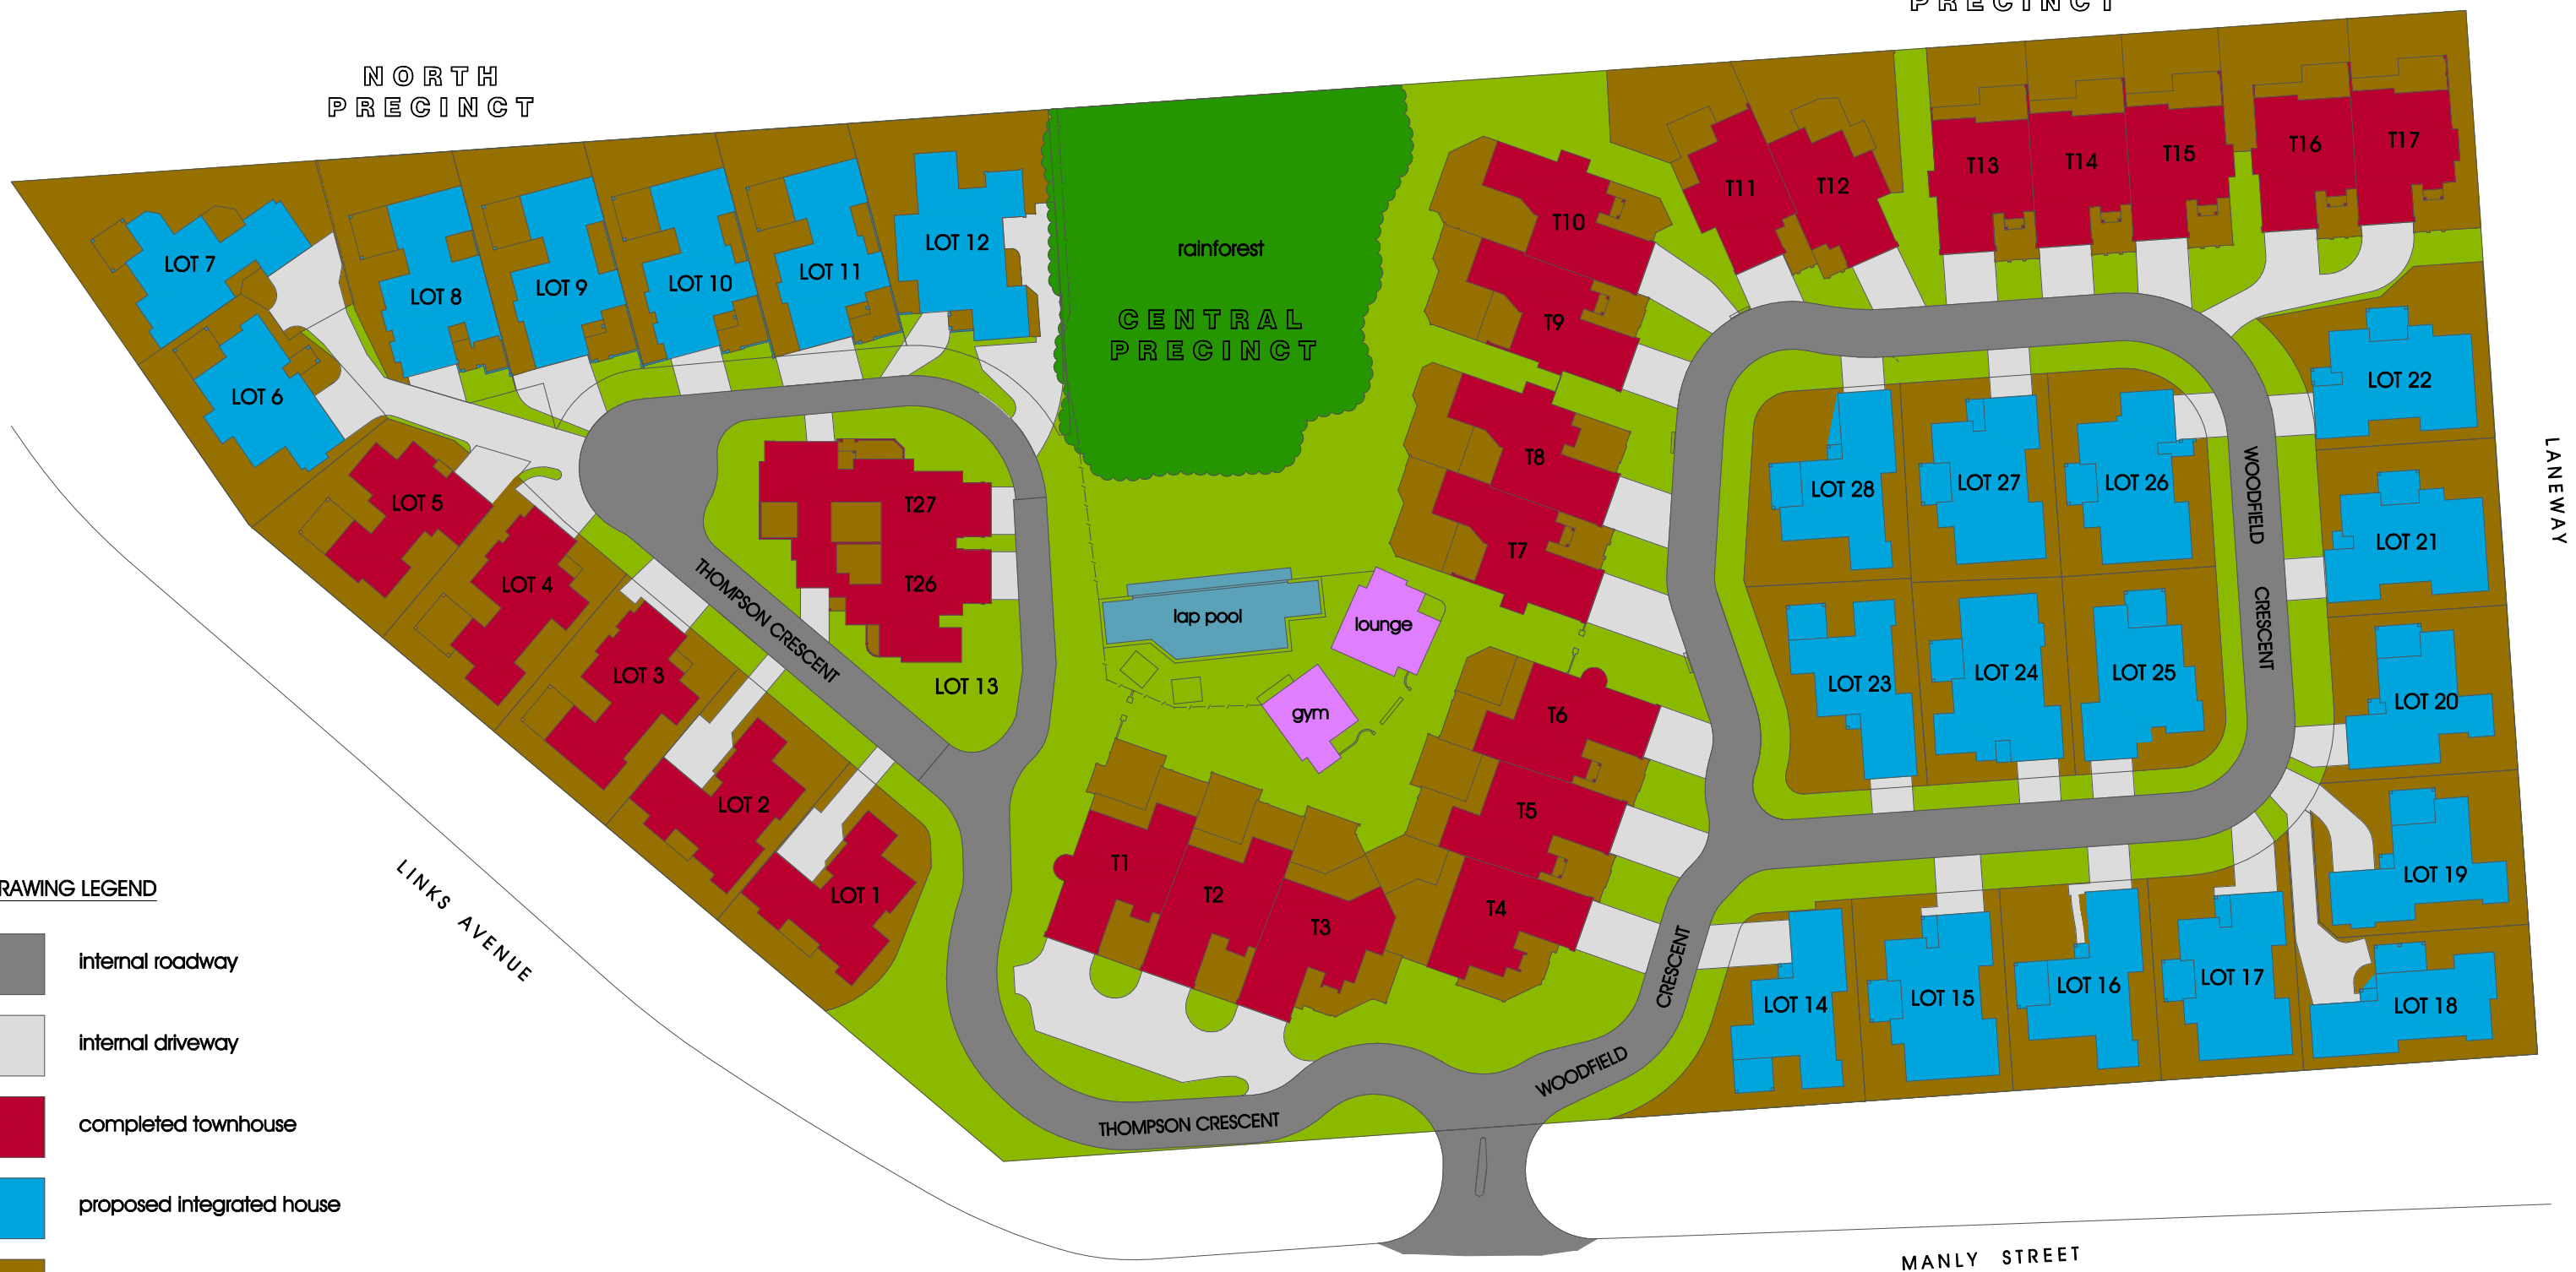 PRECINCT
NORTH
PRECINCT
T17
T16
T15
T14
T13
T12
T11
T10
T9
T8
T7
T6
T5
T4
T3
T2
T1
rainforest
CENTRAL
PRECINCT
LOT 12
LOT 11
LOT 10
LOT 9
LOT 8
LOT 7
LOT 6
LOT 5
LOT 4
LOT 3
LOT 2
LOT 1
T27
T26
LOT 13
THOMPSON CRESCENT
lap pool
lounge
gym
LOT 22
LOT 21
LOT 20
LOT 19
LOT 18
LOT 17
LOT 16
LOT 15
LOT 14
LOT 28
LOT 27
LOT 26
LOT 23
LOT 24
LOT 25
WOODFIELD CRESCENT
LANEWAY
WOODFIELD CRESCENT
THOMPSON CRESCENT
LINKS AVENUE
MANLY STREET
RAWING LEGEND
internal roadway
internal driveway
completed townhouse
proposed integrated house